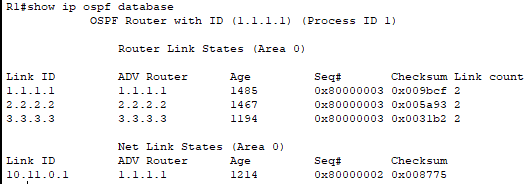 R1#show ip ospf database
OSPF Router with ID (1.1.1.1) (Process ID 1)
Router Link States (Area 0)
Link ID ADV Router Age Seq# Checksum Link count
1.1.1.1 1.1.1.1 1485 0x80000003 0x009bcf 2
2.2.2.2 2.2.2.2 1467 0x80000003 0x005a93 2
3.3.3.3 3.3.3.3 1194 0x80000003 0x0031b2 2
Net Link States (Area 0)
Link ID ADV Router Age Seq# Checksum
10.11.0.1 1.1.1.1 1214 0x80000002 0x008775